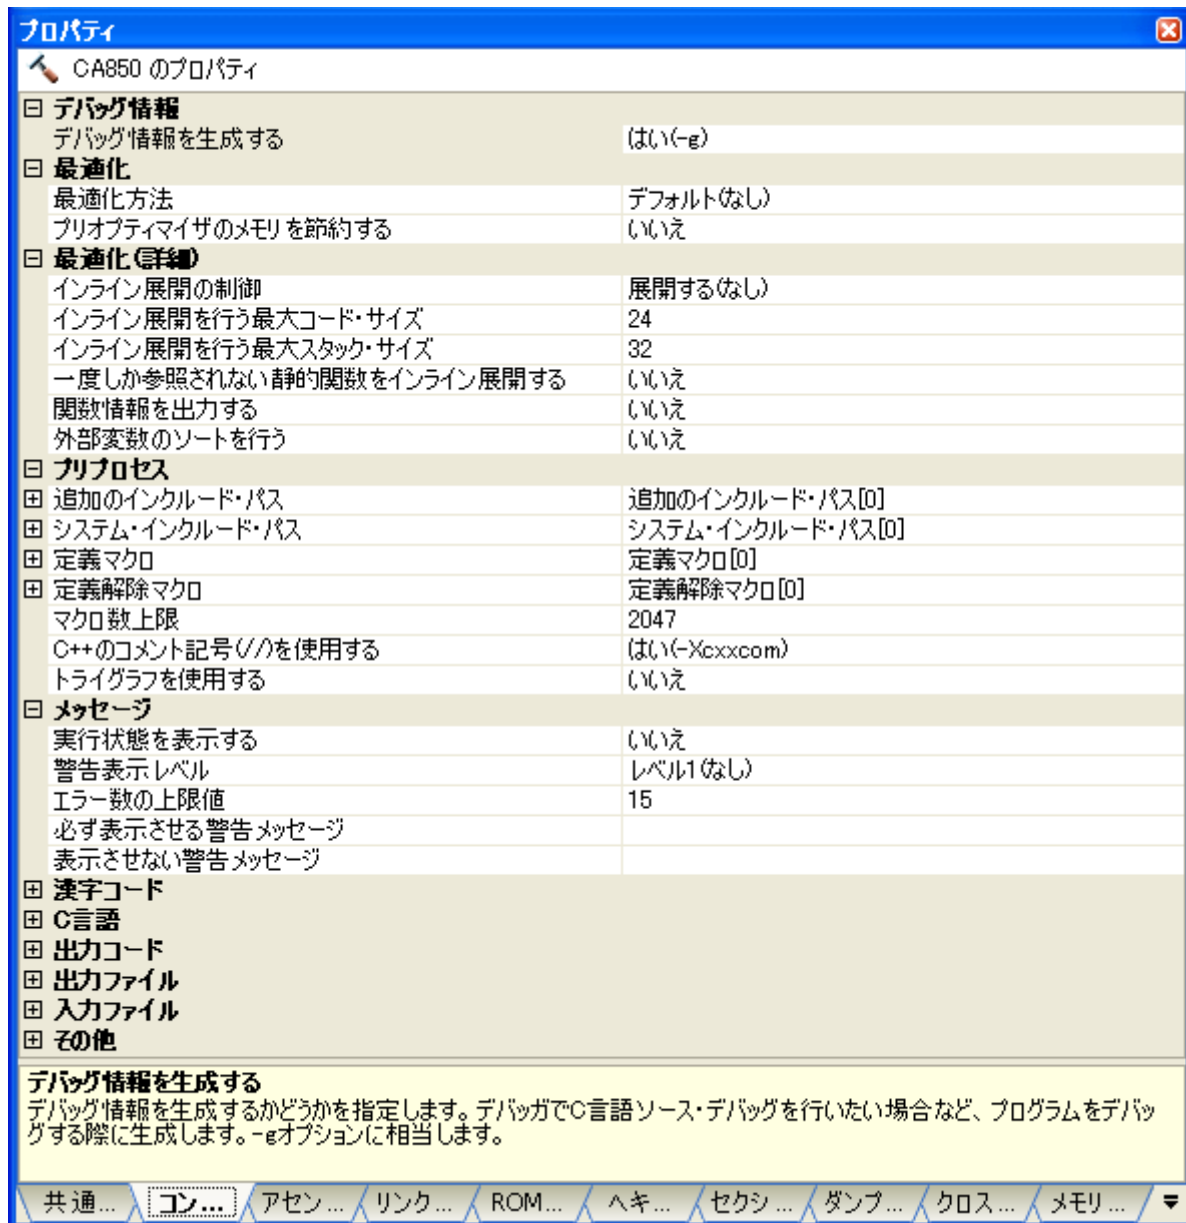 プロパティ
CA850 のプロパティ
デバッグ情報
デバッグ情報を生成する はい(-g)
最適化
最適化方法 デフォルト(なし)
プリオプティマイザのメモリを節約する いいえ
最適化(詳細)
インライン展開の制御 展開する(なし)
インライン展開を行う最大コード・サイズ 24
インライン展開を行う最大スタック・サイズ 32
一度しか参照されない静的関数をインライン展開する いいえ
関数情報を出力する いいえ
外部変数のソートを行う いいえ
プリプロセス
追加のインクルード・パス 追加のインクルード・パス[0]
システム・インクルード・パス システム・インクルード・パス[0]
定義マクロ 定義マクロ[0]
定義解除マクロ 定義解除マクロ[0]
マクロ数上限 2047
C++のコメント記号(//)を使用する はい(-Xcxxcom)
トライグラフを使用する いいえ
メッセージ
実行状態を表示する いいえ
警告表示レベル レベル1(なし)
エラー数の上限値 15
必ず表示させる警告メッセージ
表示させない警告メッセージ
漢字コード
C言語
出力コード
出力ファイル
入力ファイル
その他
デバッグ情報を生成する
デバッグ情報を生成するかどうかを指定します。デバッガでC言語ソース・デバッグを行いたい場合など、プログラムをデバッ
グする際に生成します。-gオプションに相当します。
共通... コン... アセン... リンク... ROM... ヘキ... セクシ... ダンプ... クロス... メモリ...